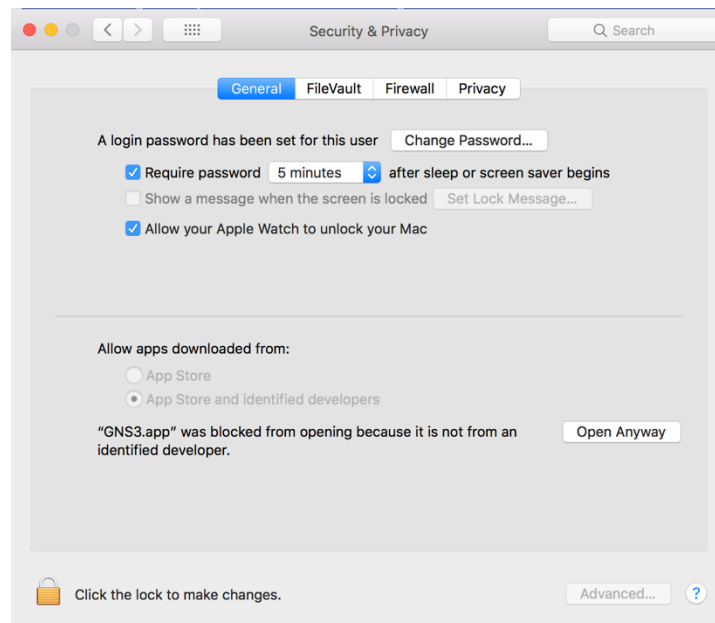 Security & Privacy
Search
General FileVault Firewall Privacy
A login password has been set for this user Change Password...
Require password 5 minutes after sleep or screen saver begins
Show a message when the screen is locked Set Lock Message...
Allow your Apple Watch to unlock your Mac
Allow apps downloaded from:
App Store
App Store and identified developers
“GNS3.app” was blocked from opening because it is not from an
identified developer.
Open Anyway
Click the lock to make changes.
Advanced...
?